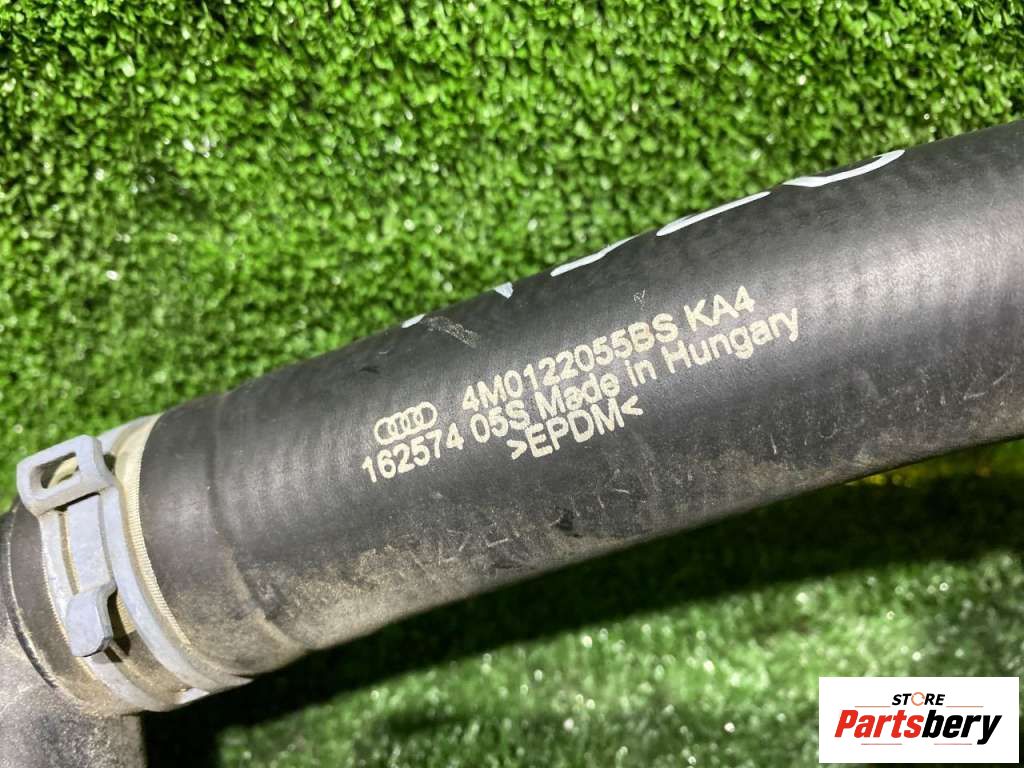 4M0122055BS KA4
162574 05S Made in Hungary
>EPDM<
STORE
Partsbery